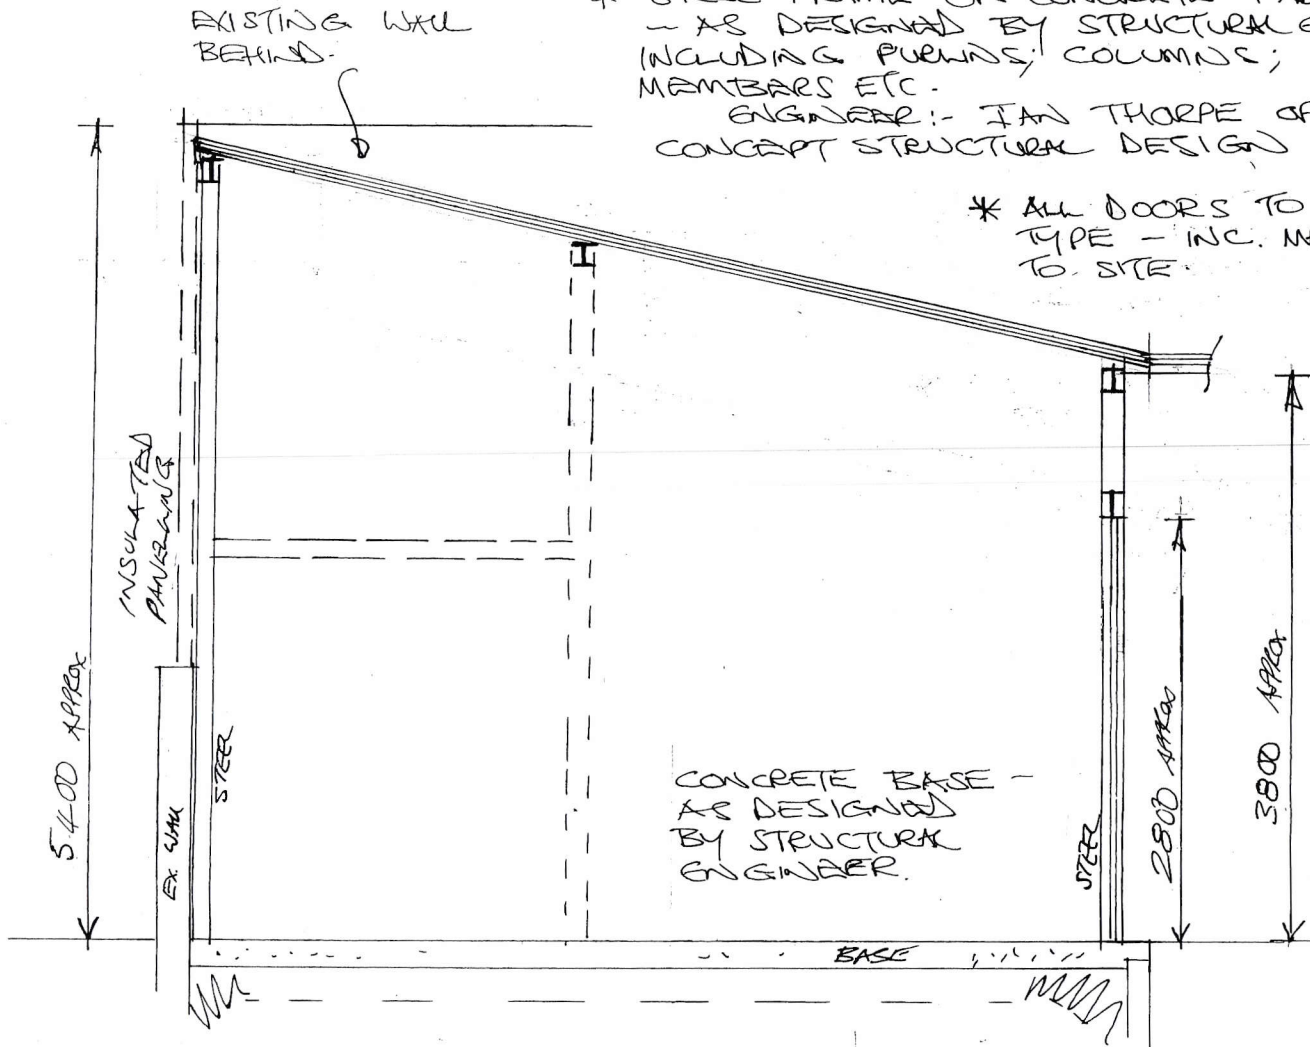 EXISTING WALL
BEHIND.
- AS DESIGNED BY STRUCTURAL
INCLUDING PURLINS; COLUMNS;
MEMBERS ETC.
ENGINEER:- IAN THORPE OF
CONCEPT STRUCTURAL DESIGN
* ALL DOORS TO
TYPE - INC.
TO SITE.
INSULATED
PANELLING
5400 APPROX
EX. WALL
STEEL
CONCRETE BASE -
AS DESIGNED
BY STRUCTURAL
ENGINEER.
STEEL
2800 APPROX
3800 APPROX
BASE